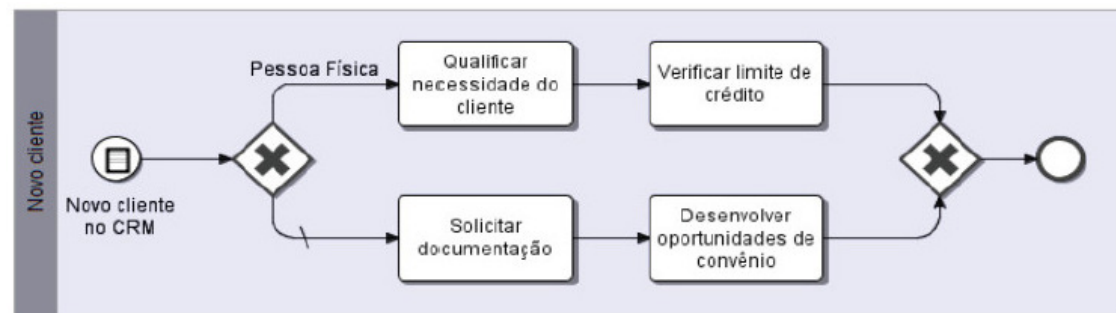 Novo cliente
Novo cliente
no CRM
Pessoa Física
Qualificar
necessidade do
cliente
Verificar limite de
crédito
Solicitar
documentação
Desenvolver
oportunidades de
convênio